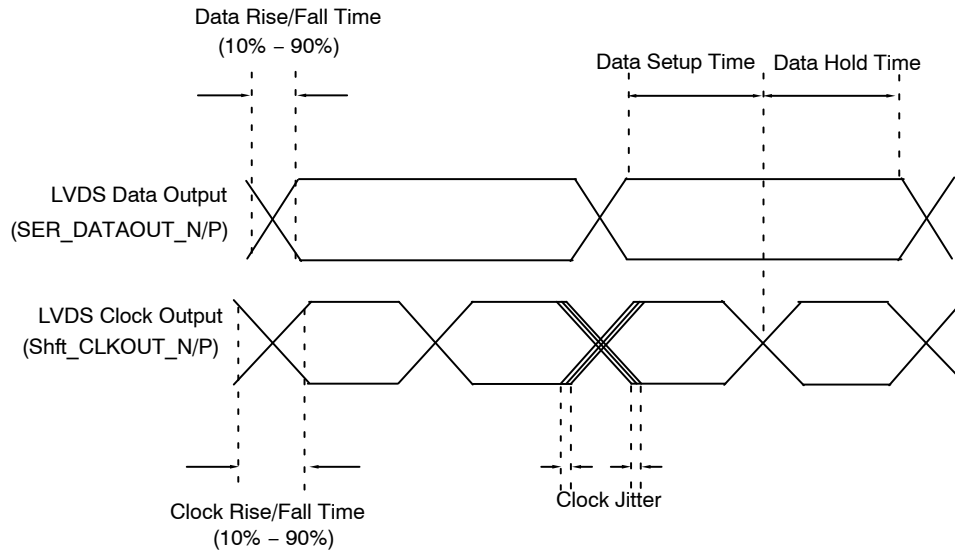 Data Rise/Fall Time
(10% – 90%)
Data Setup Time
Data Hold Time
LVDS Data Output
(SER_DATAOUT_N/P)
LVDS Clock Output
(Shft_CLKOUT_N/P)
Clock Rise/Fall Time
(10% – 90%)
Clock Jitter